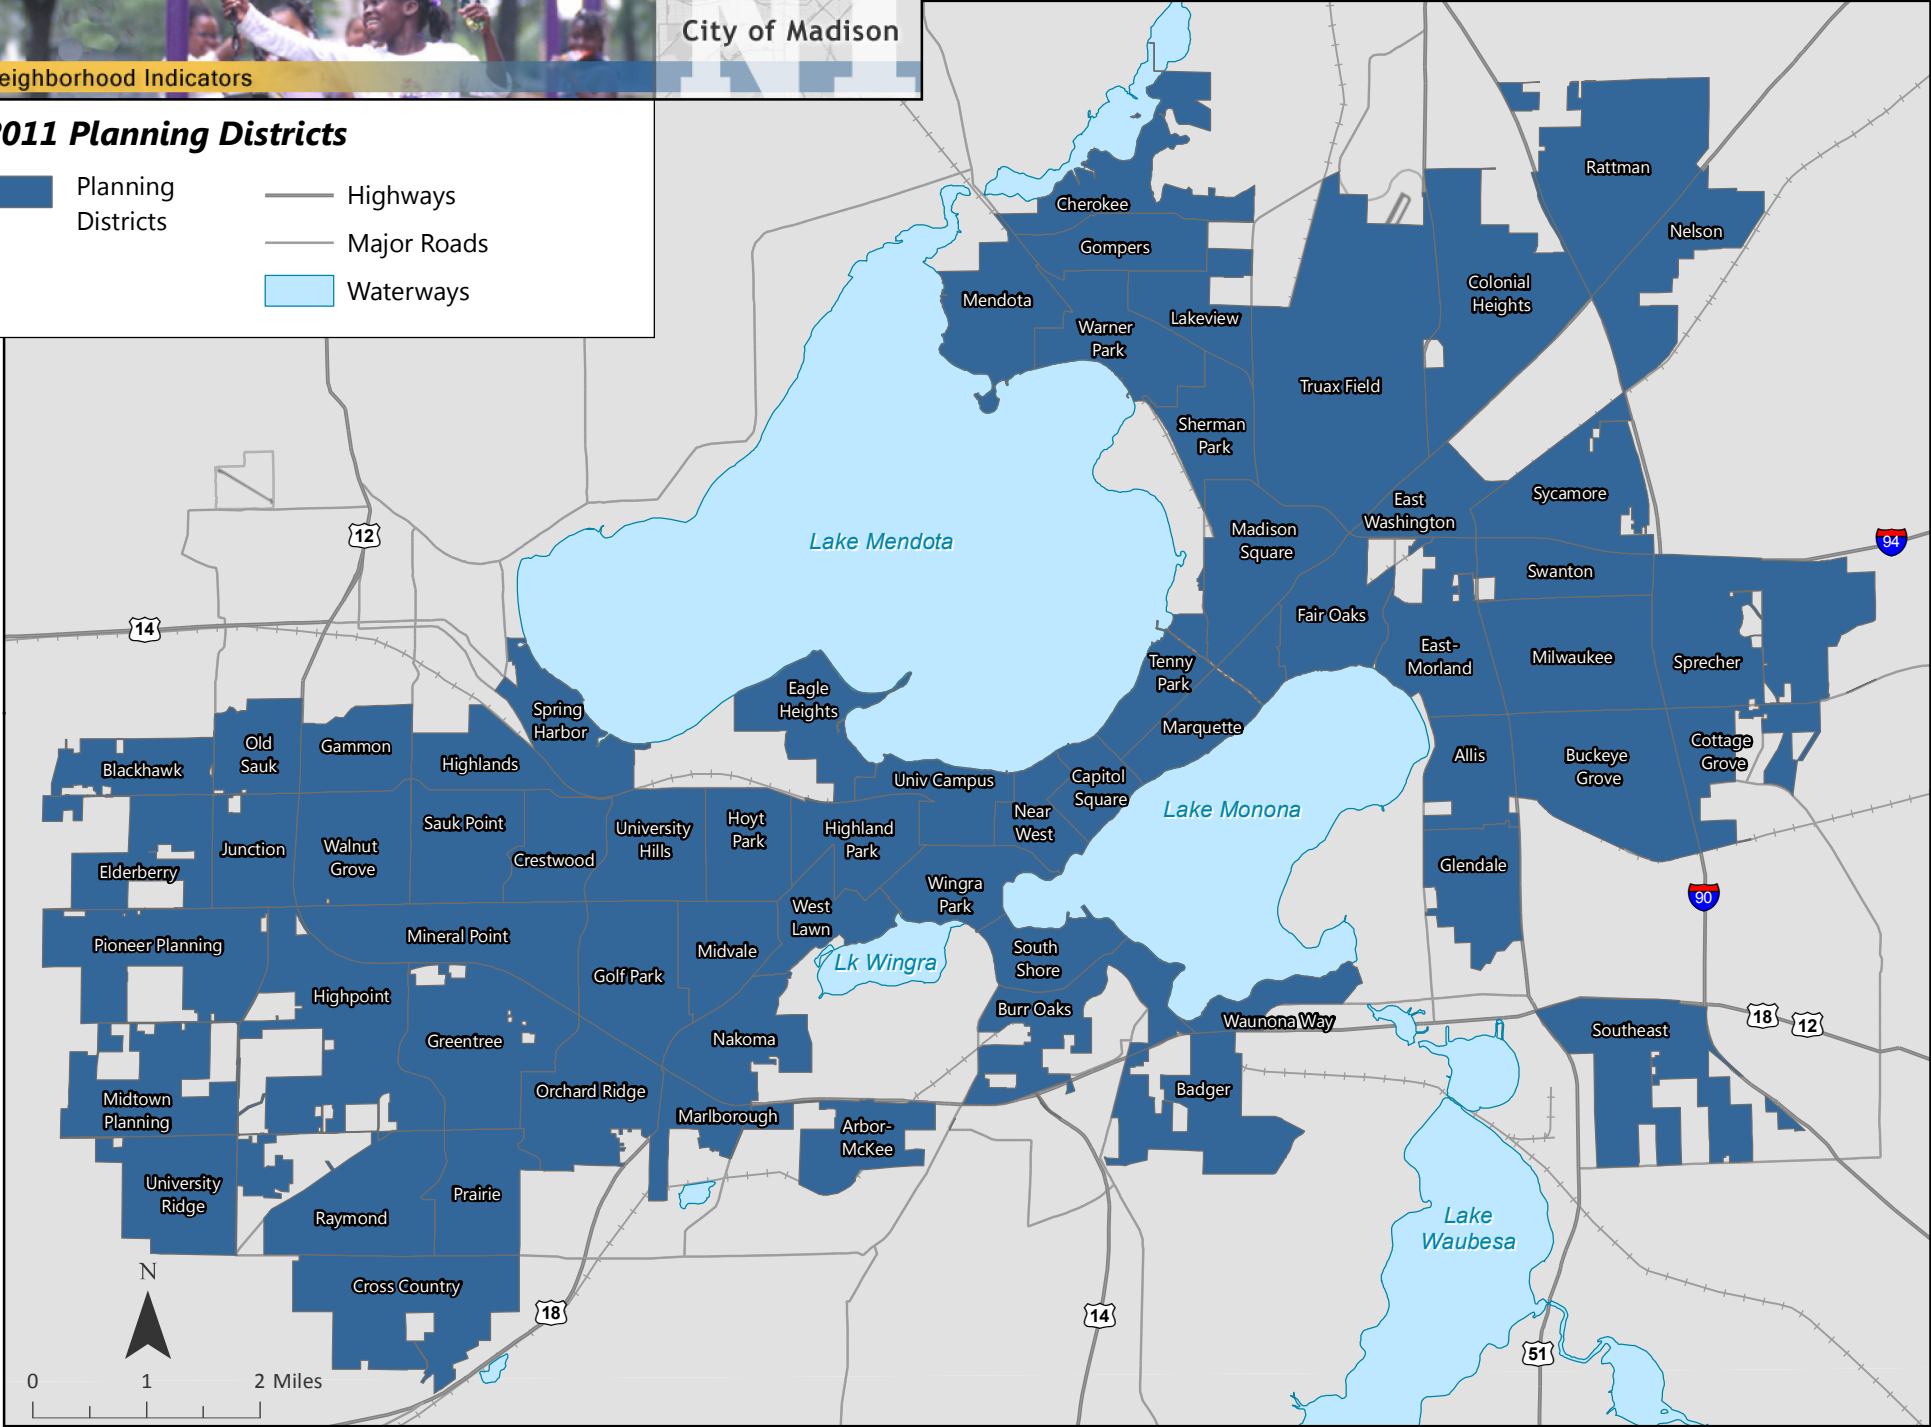 City of Madison
eighborhood Indicators
2011 Planning Districts
Planning
Districts
Highways
Major Roads
Waterways
Rattman
Cherokee
Nelson
Gompers
Mendota
Colonial
Heights
Lakeview
Warner
Park
Truax Field
Sherman
Park
Sycamore
East
Washington
Madison
Square
Lake Mendota
12
94
Swanton
Fair Oaks
14
East-
Morland
Milwaukee
Sprecher
Tenny
Park
Eagle
Heights
Spring
Harbor
Marquette
Old
Sauk
Gammon
Highlands
Blackhawk
Allis
Buckeye
Grove
Cottage
Grove
Univ Campus
Capitol
Square
Lake Monona
Near
West
Sauk Point
University
Hills
Hoyt
Park
Highland
Park
Junction
Walnut
Grove
Crestwood
Elderberry
Glendale
Wingra
Park
90
West
Lawn
Pioneer Planning
Mineral Point
Midvale
Lk Wingra
South
Shore
Golf Park
Highpoint
Burr Oaks
Waunona Way
18
12
Southeast
Greentree
Nakoma
Orchard Ridge
Badger
Midtown
Planning
Marlborough
Arbor-
McKee
University
Ridge
Prairie
Raymond
Lake
Waubesa
N
Cross Country
18
14
51
0
1
2 Miles